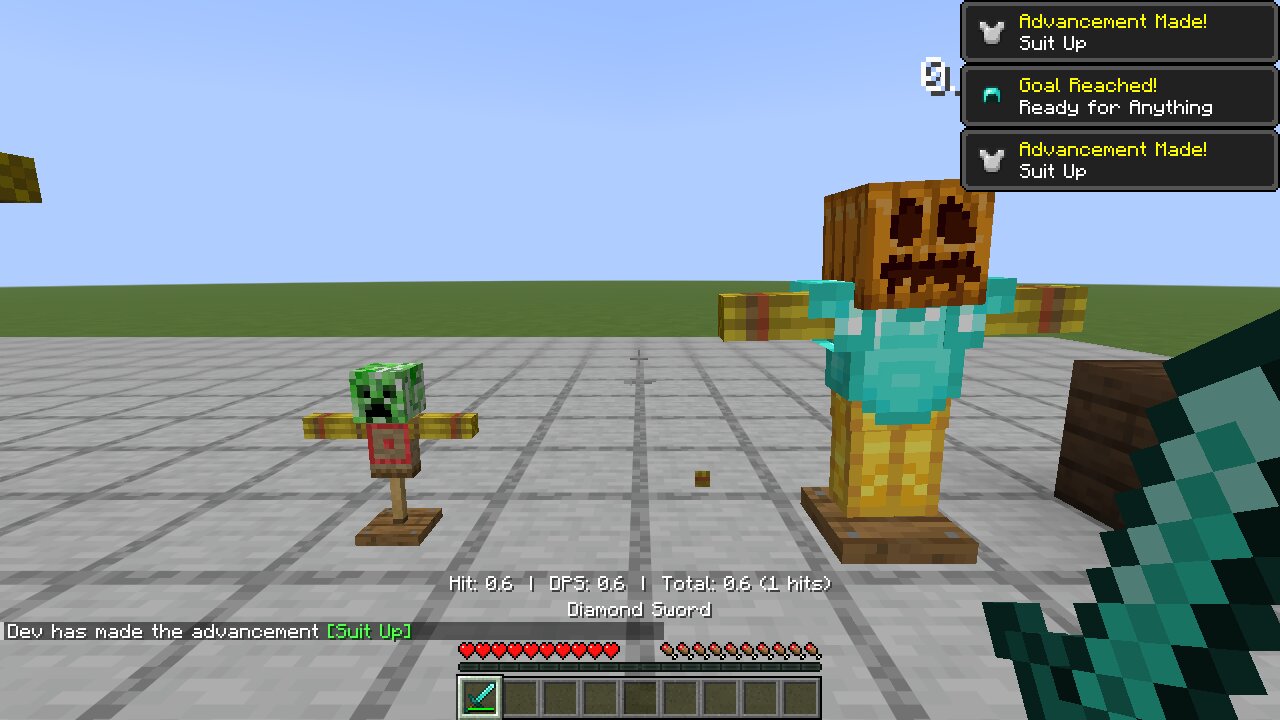 Advancement Made!
Suit Up
Goal Reached!
Ready for Anything
Advancement Made!
Suit Up
0.
Hit: 0.6 | DPS: 0.6 | Total: 0.6 (1 hits)
Diamond Sword
Dev has made the advancement [Suit Up]